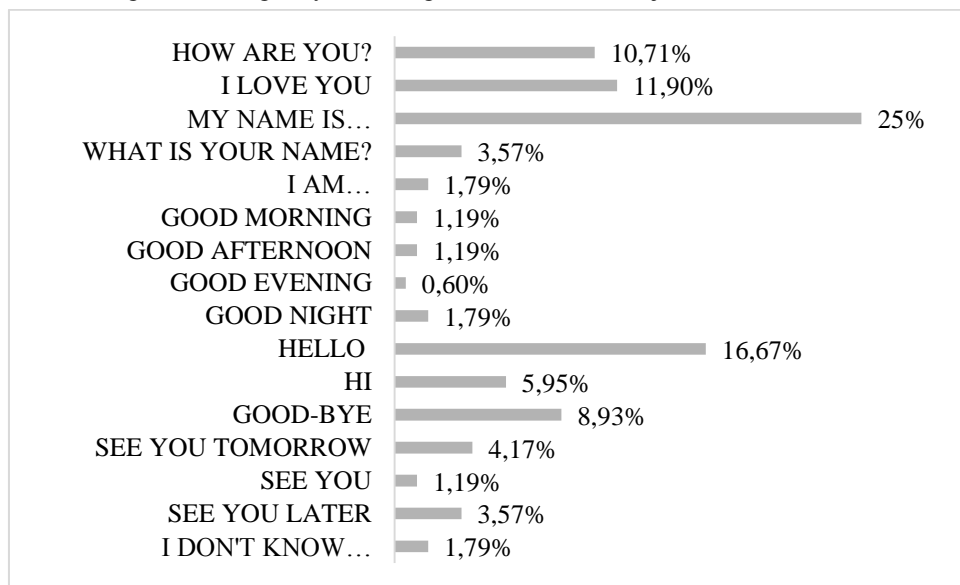 HOW ARE YOU? 10,71%
I LOVE YOU 11,90%
MY NAME IS… 25%
WHAT IS YOUR NAME? 3,57%
I AM… 1,79%
GOOD MORNING 1,19%
GOOD AFTERNOON 1,19%
GOOD EVENING 0,60%
GOOD NIGHT 1,79%
HELLO 16,67%
HI 5,95%
GOOD-BYE 8,93%
SEE YOU TOMORROW 4,17%
SEE YOU 1,19%
SEE YOU LATER 3,57%
I DON'T KNOW… 1,79%